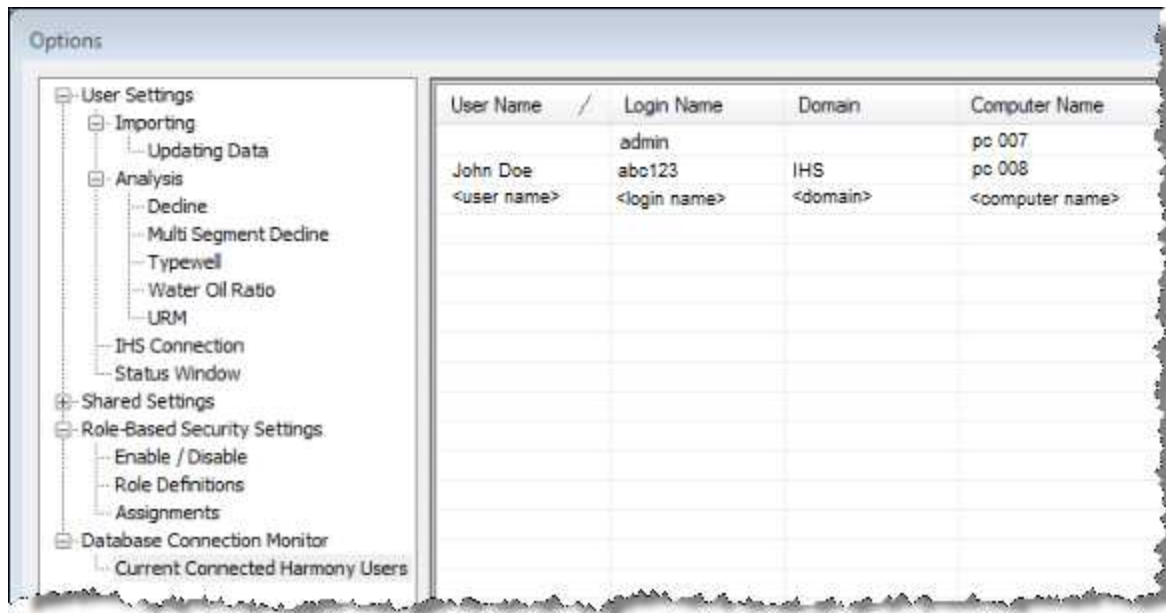 Options
User Settings
Importing
Updating Data
Analysis
Decline
Multi Segment Decline
Typewell
Water Oil Ratio
URM
IHS Connection
Status Window
Shared Settings
Role-Based Security Settings
Enable / Disable
Role Definitions
Assignments
Database Connection Monitor
Current Connected Harmony Users
User Name / Login Name Domain Computer Name
admin pc 007
John Doe abc123 IHS pc 008
<user name> <login name> <domain> <computer name>